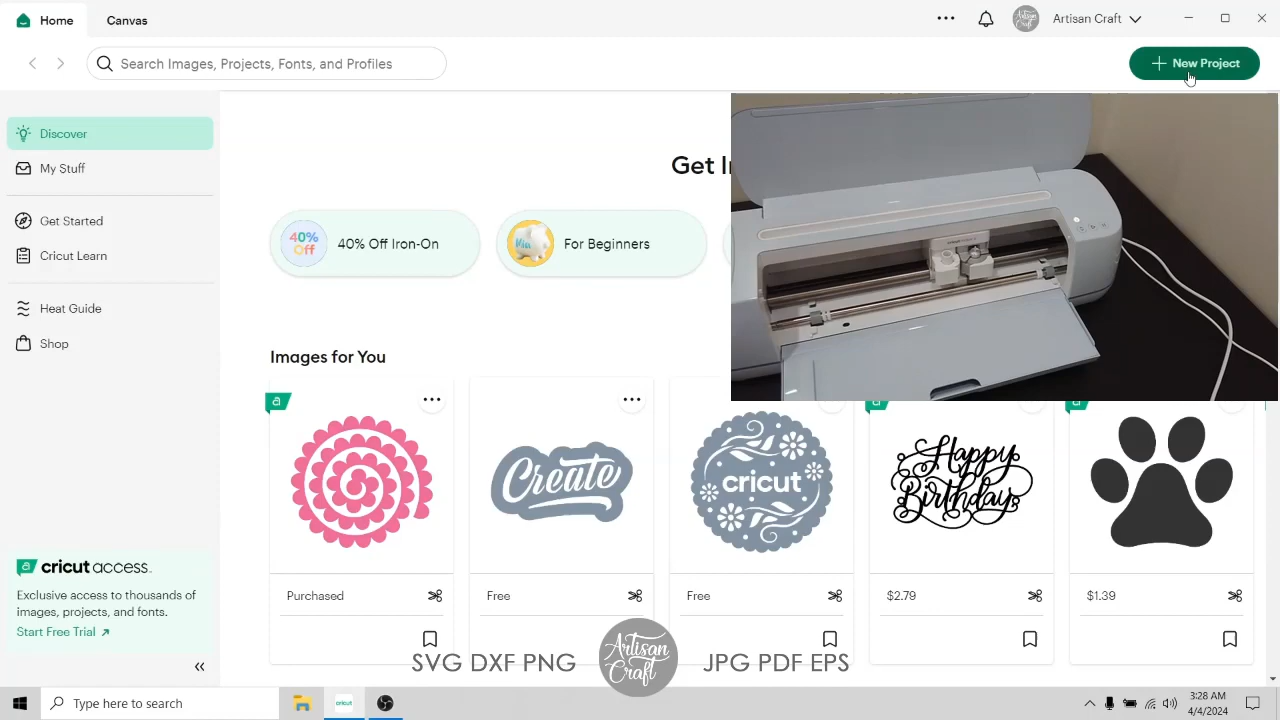 Home
Canvas
Artisan Craft
Search Images, Projects, Fonts, and Profiles
New Project
Discover
My Stuff
Get Started
Cricut Learn
Heat Guide
Shop
Get
40% Off
40% Off Iron-On
For Beginners
Images for You
Create
cricut
Happy
Birthday
Purchased
Free
Free
$2.79
$1.39
cricut access
Exclusive access to thousands of
images, projects, and fonts.
Start Free Trial
SVG DXF PNG
Artisan
Craft
JPG PDF EPS
Type here to search
cricut
3:28 AM
4/4/2024